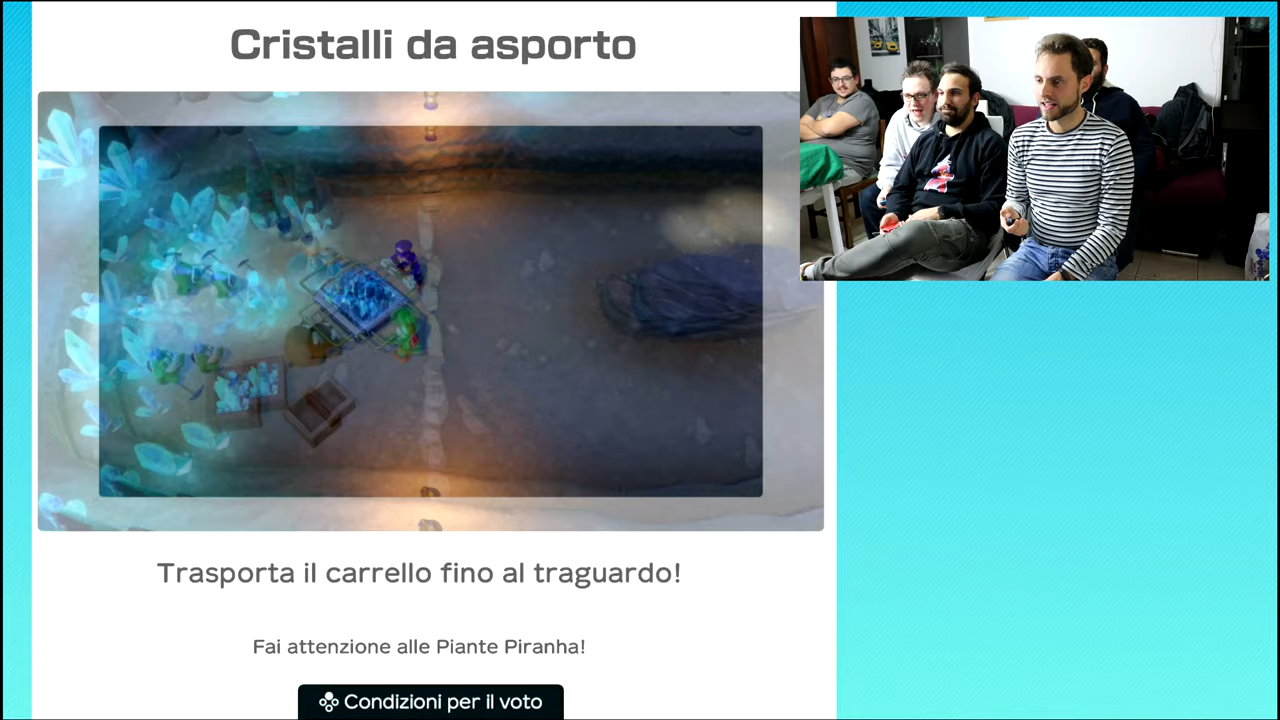 Cristalli da asporto
Trasporta il carrello fino al traguardo!
Fai attenzione alle Piante Piranha!
Condizioni per il voto